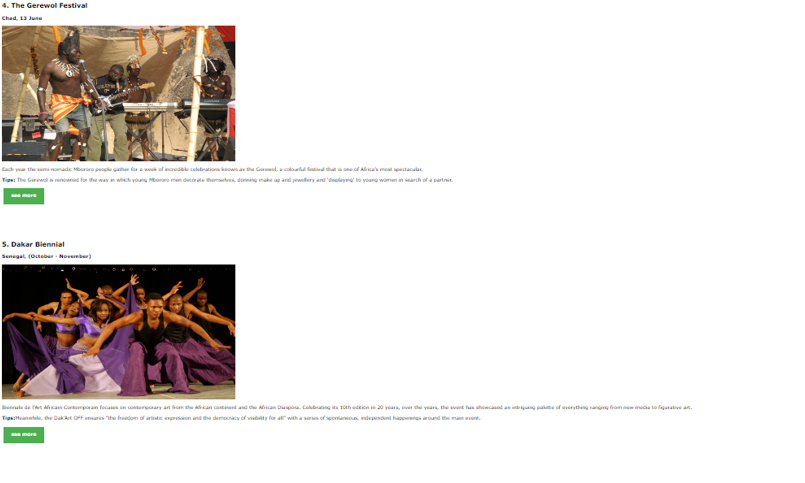 4. The Gerewol Festival
Chad, 13 June
Each year the semi-nomadic Mbororo people gather for a week of incredible celebrations known as the Gerewol, a colourful festival that is one of Africa's most spectacular.
Tips: The Gerewol is renowned for the way in which young Mbororo men decorate themselves, donning make up and jewellery and 'displaying' to young women in search of a partner.
see more
5. Dakar Biennial
Senegal, (October - November)
Biennale de l'Art Africain Contemporain focuses on contemporary art from the African continent and the African Diaspora. Celebrating its 10th edition in 20 years, over the years, the event has showcased an intriguing palette of everything ranging from new media to figurative art.
Tips:Meanwhile, the Dak'Art OFF ensures "the freedom of artistic expression and the democracy of visibility for all" with a series of spontaneous, independent happenings around the main event.
see more